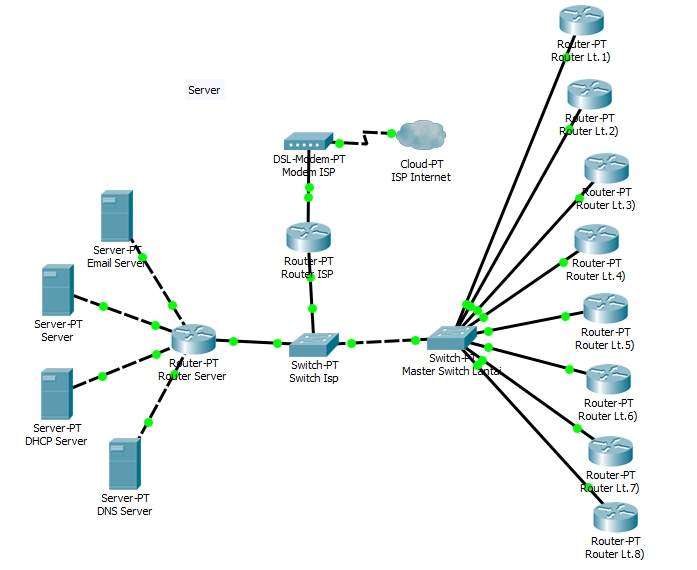 Router-PT
Router Lt.1)
Server
Router-PT
Router Lt.2)
DSL-Modem-PT
Modem ISP
Cloud-PT
ISP Internet
Router-PT
Router Lt.3)
Server-PT
Email Server
Router-PT
Router ISP
Router-PT
Router Lt.4)
Server-PT
Server
Router-PT
Router Lt.5)
Router-PT
Router Server
Switch-PT
Switch Isp
Switch-PT
Master Switch Lantai
Router-PT
Router Lt.6)
Server-PT
DHCP Server
Router-PT
Router Lt.7)
Server-PT
DNS Server
Router-PT
Router Lt.8)